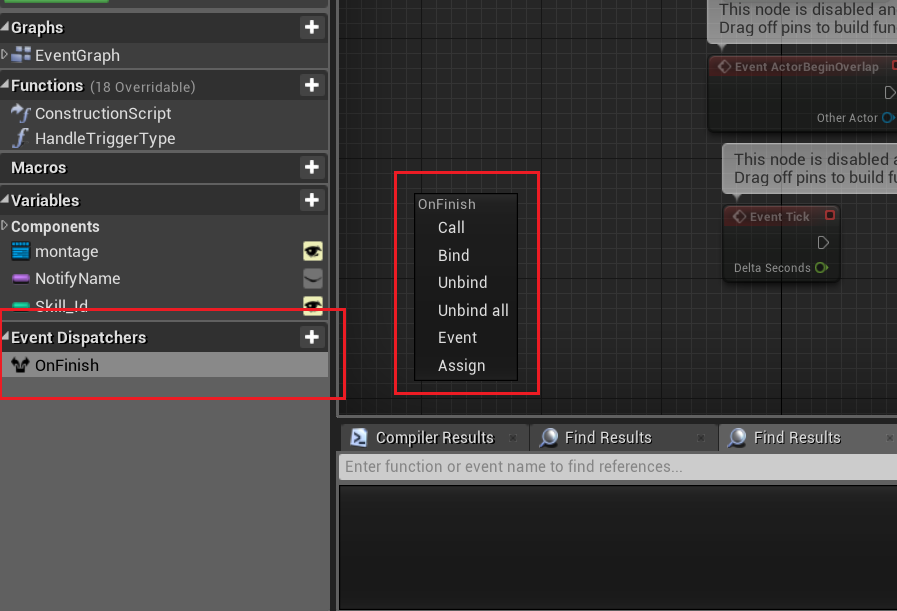 Graphs
EventGraph
Functions (18 Overridable)
ConstructionScript
HandleTriggerType
Macros
Variables
Components
montage
NotifyName
Skill_Id
Event Dispatchers
OnFinish
This node is disabled an
Drag off pins to build fun
Event ActorBeginOverlap
Other Actor
This node is disabled a
Drag off pins to build fu
Event Tick
Delta Seconds
OnFinish
Call
Bind
Unbind
Unbind all
Event
Assign
Compiler Results
Find Results
Find Results
Enter function or event name to find references...